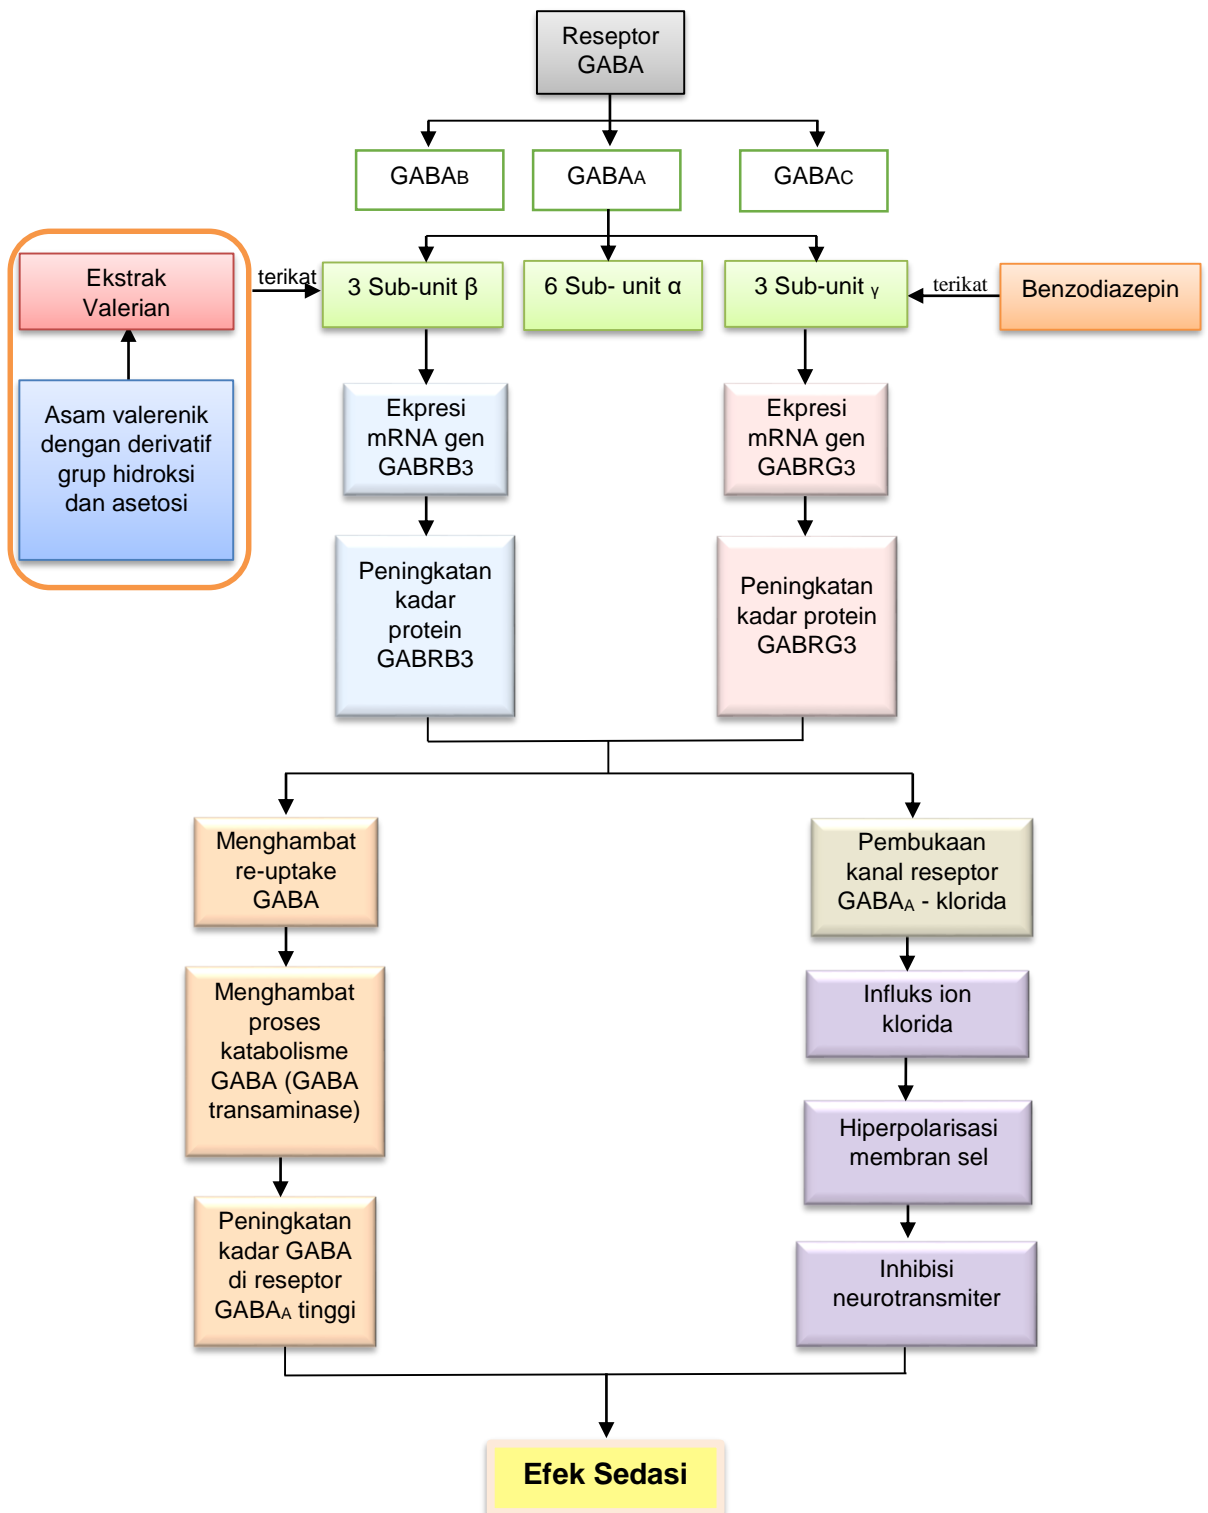 Reseptor
GABA
GABAB
GABAA
GABAC
Ekstrak
Valerian
terikat
3 Sub-unit β
6 Sub- unit α
3 Sub-unit γ
terikat
Benzodiazepin
Asam valerenik
dengan derivatif
grup hidroksi
dan asetosi
Ekpresi
mRNA gen
GABRB3
Ekpresi
mRNA gen
GABRG3
Peningkatan
kadar
protein
GABRB3
Peningkatan
kadar protein
GABRG3
Menghambat
re-uptake
GABA
Pembukaan
kanal reseptor
GABAA - klorida
Menghambat
proses
katabolisme
GABA (GABA
transaminase)
Influks ion
klorida
Hiperpolarisasi
membran sel
Peningkatan
kadar GABA
di reseptor
GABAA tinggi
Inhibisi
neurotransmiter
Efek Sedasi